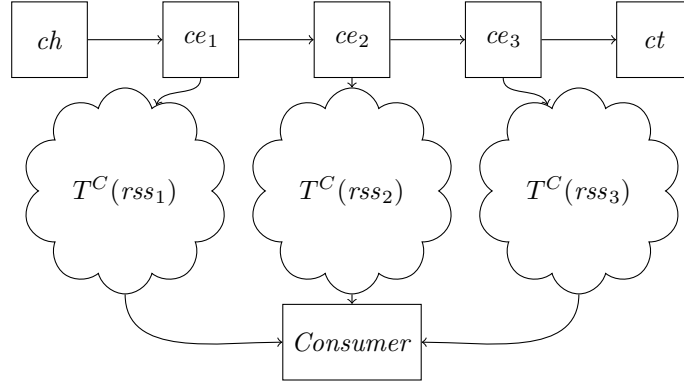 ch ce₁ ce₂ ce₃ ct
T^C(rss₁) T^C(rss₂) T^C(rss₃)
Consumer